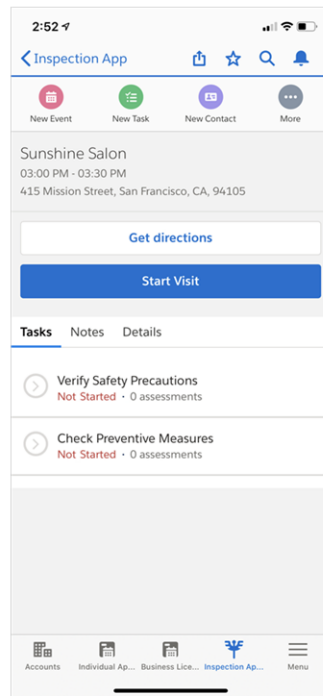 2:52
Inspection App
New Event New Task New Contact More
Sunshine Salon
03:00 PM - 03:30 PM
415 Mission Street, San Francisco, CA, 94105
Get directions
Start Visit
Tasks Notes Details
Verify Safety Precautions
Not Started • 0 assessments
Check Preventive Measures
Not Started • 0 assessments
Accounts Individual Ap... Business Lice... Inspection Ap... Menu